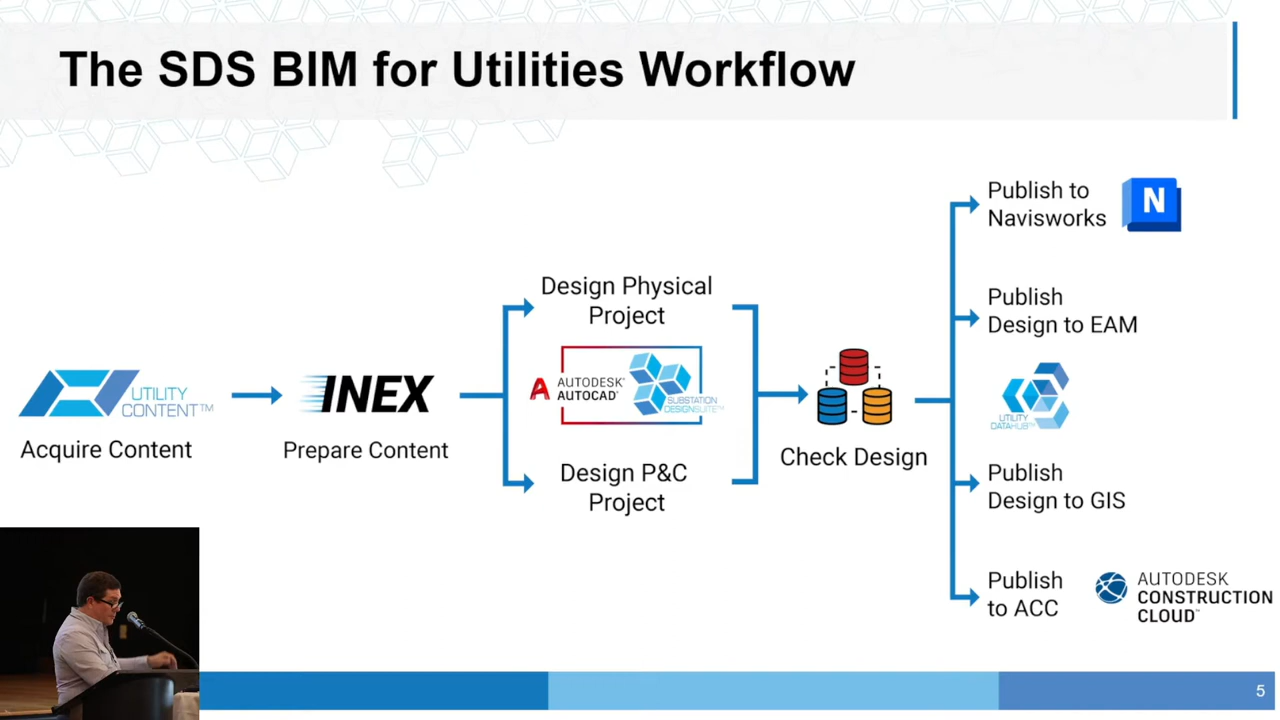 The SDS BIM for Utilities Workflow
UTILITY
CONTENT™
Acquire Content
INEX
Prepare Content
Design Physical
Project
AUTODESK®
AUTOCAD®
SUBSTATION
DESIGNSUITE™
Design P&C
Project
Check Design
Publish to
Navisworks
N
Publish
Design to EAM
UTILITY
DATAHUB™
Publish
Design to GIS
Publish
to ACC
AUTODESK
CONSTRUCTION
CLOUD™
5